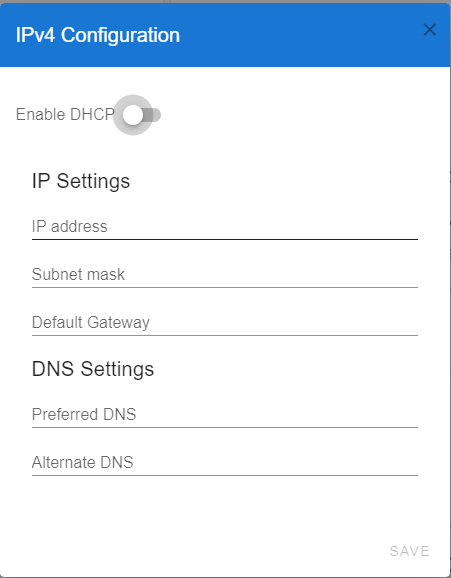 IPv4 Configuration
Enable DHCP
IP Settings
IP address
Subnet mask
Default Gateway
DNS Settings
Preferred DNS
Alternate DNS
SAVE